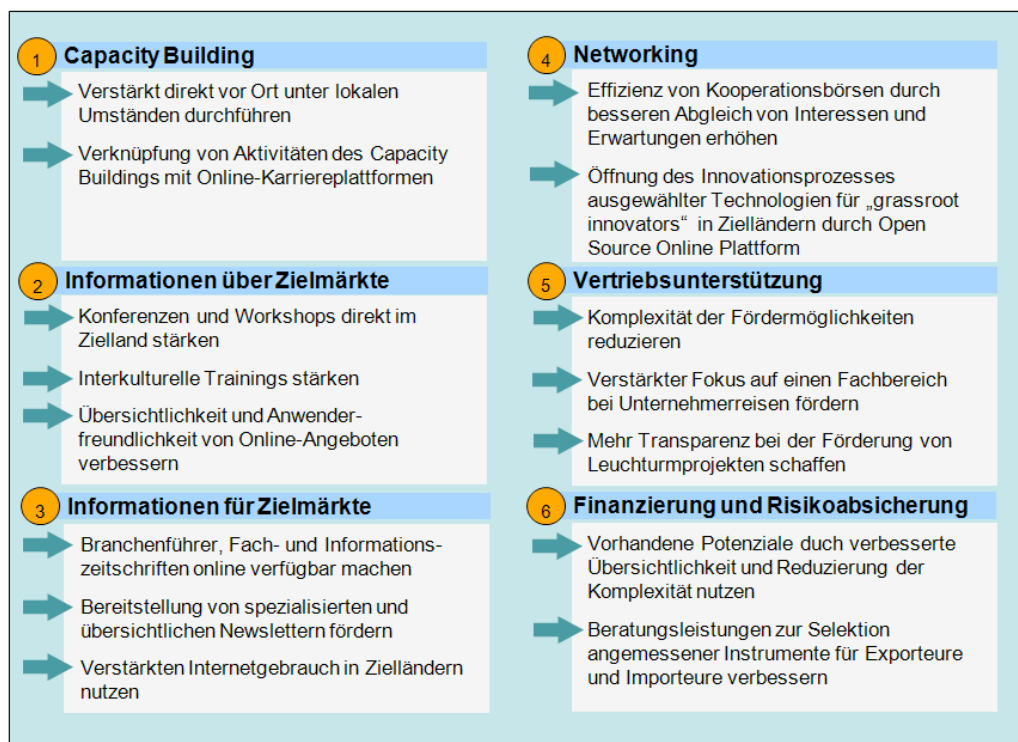 1 Capacity Building
Verstärkt direkt vor Ort unter lokalen
Umständen durchführen
Verknüpfung von Aktivitäten des Capacity
Buildings mit Online-Karriereplattformen
2 Informationen über Zielmärkte
Konferenzen und Workshops direkt im
Zielland stärken
Interkulturelle Trainings stärken
Übersichtlichkeit und Anwender-
freundlichkeit von Online-Angeboten
verbessern
3 Informationen für Zielmärkte
Branchenführer, Fach- und Informations-
zeitschriften online verfügbar machen
Bereitstellung von spezialisierten und
übersichtlichen Newslettern fördern
Verstärkten Internetgebrauch in Zielländern
nutzen
4 Networking
Effizienz von Kooperationsbörsen durch
besseren Abgleich von Interessen und
Erwartungen erhöhen
Öffnung des Innovationsprozesses
ausgewählter Technologien für „grassroot
innovators“ in Zielländern durch Open
Source Online Plattform
5 Vertriebsunterstützung
Komplexität der Fördermöglichkeiten
reduzieren
Verstärkter Fokus auf einen Fachbereich
bei Unternehmerreisen fördern
Mehr Transparenz bei der Förderung von
Leuchturmprojekten schaffen
6 Finanzierung und Risikoabsicherung
Vorhandene Potenziale duch verbesserte
Übersichtlichkeit und Reduzierung der
Komplexität nutzen
Beratungsleistungen zur Selektion
angemessener Instrumente für Exporteure
und Importeure verbessern